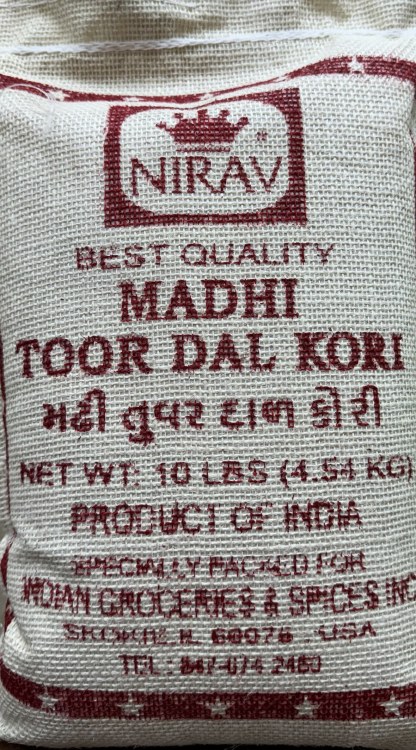 NIRAV®
BEST QUALITY
MADHI
TOOR DAL KORI
મઢી તુવર દાળ કોરી
NET WT: 10 LBS (4.54 KG)
PRODUCT OF INDIA
SPECIALLY PACKED FOR
INDIAN GROCERIES & SPICES INC
SKOKIE IL 60076 . USA
TEL : 847-674-2480